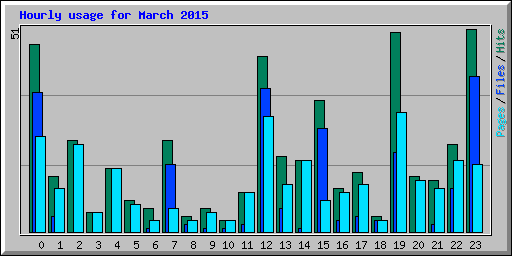 Hourly usage for March 2015
51
Pages/Files/Hits
0 1 2 3 4 5 6 7 8 9 10 11 12 13 14 15 16 17 18 19 20 21 22 23